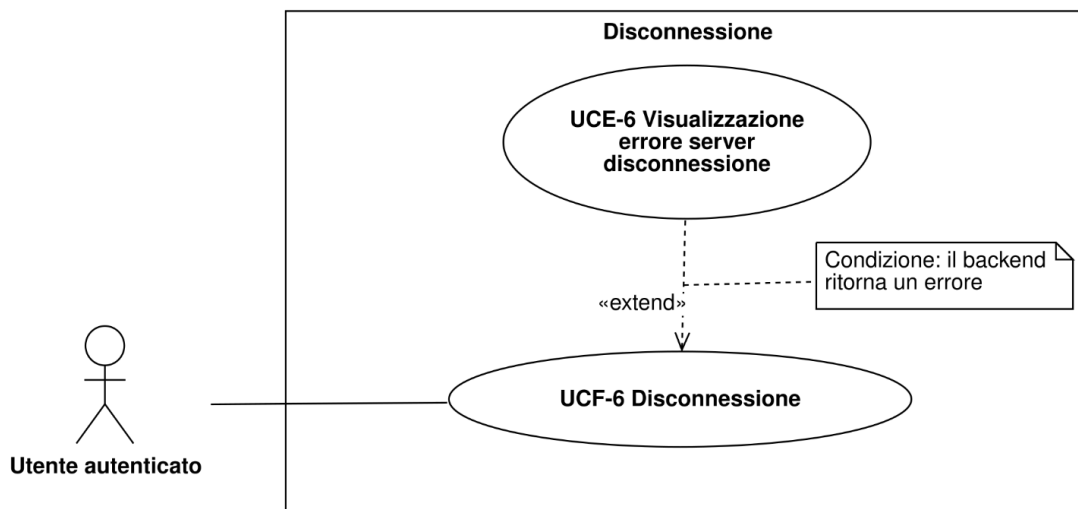 Disconnessione
UCE-6 Visualizzazione
errore server
disconnessione
Condizione: il backend
ritorna un errore
«extend»
UCF-6 Disconnessione
Utente autenticato